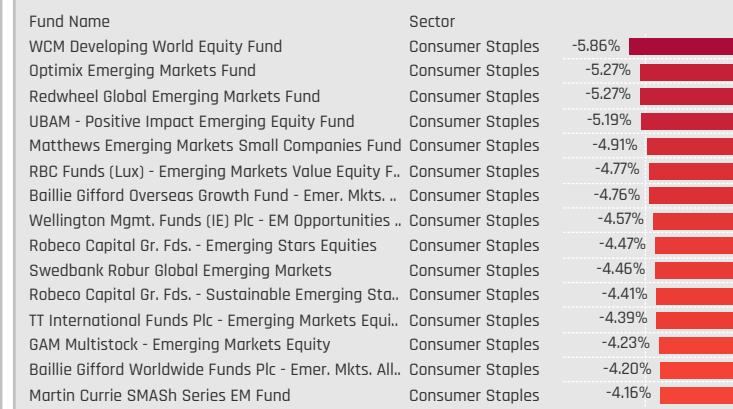 Fund Name Sector
WCM Developing World Equity Fund Consumer Staples -5.86%
Optimix Emerging Markets Fund Consumer Staples -5.27%
Redwheel Global Emerging Markets Fund Consumer Staples -5.27%
UBAM - Positive Impact Emerging Equity Fund Consumer Staples -5.19%
Matthews Emerging Markets Small Companies Fund Consumer Staples -4.91%
RBC Funds (Lux) - Emerging Markets Value Equity F.. Consumer Staples -4.77%
Baillie Gifford Overseas Growth Fund - Emer. Mkts. .. Consumer Staples -4.76%
Wellington Mgmt. Funds (IE) Plc - EM Opportunities .. Consumer Staples -4.57%
Robeco Capital Gr. Fds. - Emerging Stars Equities Consumer Staples -4.47%
Swedbank Robur Global Emerging Markets Consumer Staples -4.46%
Robeco Capital Gr. Fds. - Sustainable Emerging Sta.. Consumer Staples -4.41%
TT International Funds Plc - Emerging Markets Equi.. Consumer Staples -4.39%
GAM Multistock - Emerging Markets Equity Consumer Staples -4.23%
Baillie Gifford Worldwide Funds Plc - Emer. Mkts. All.. Consumer Staples -4.20%
Martin Currie SMASh Series EM Fund Consumer Staples -4.16%